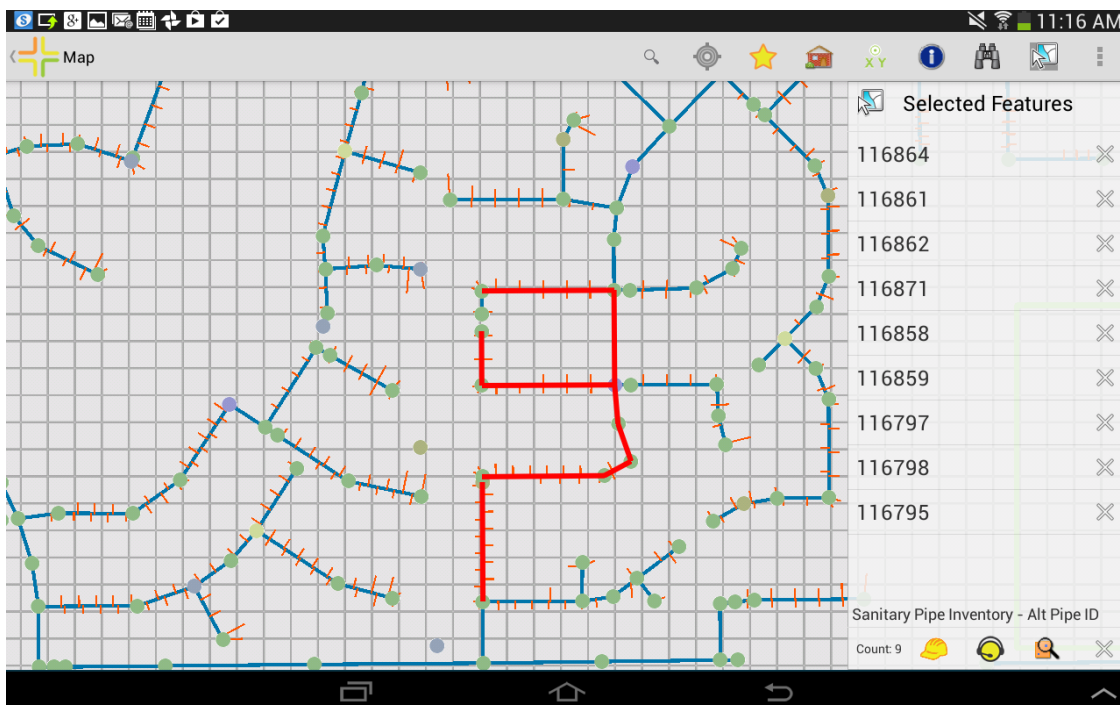 8+
11:16 AM
Map
X Y
Selected Features
116864
116861
116862
116871
116858
116859
116797
116798
116795
Sanitary Pipe Inventory - Alt Pipe ID
Count: 9